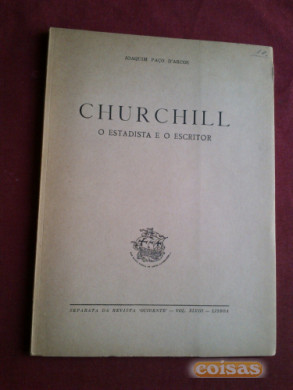 JOAQUIM PAÇO D'ARCOS
CHURCHILL
O ESTADISTA E O ESCRITOR
SEPARATA DA REVISTA "OCIDENTE" — VOL. XLVIII — LISBOA
coisas